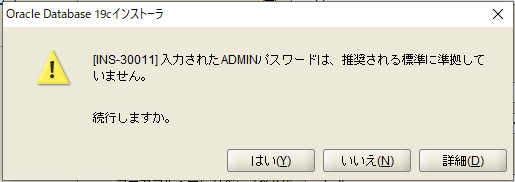 Oracle Database 19cインストーラ
[INS-30011] 入力されたADMINパスワードは、推奨される標準に準拠して
いません。
続行しますか。
はい(Y)
いいえ(N)
詳細(D)